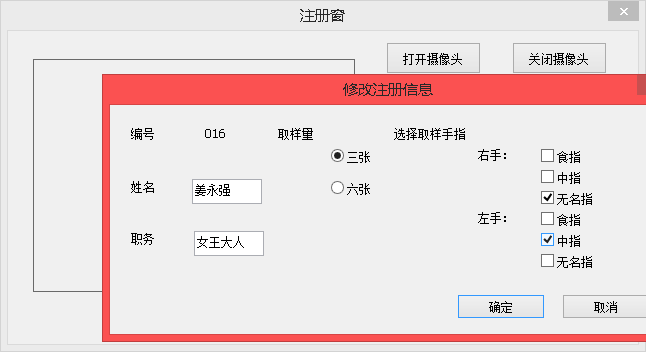 注册窗
打开摄像头 关闭摄像头
修改注册信息
编号 016 取样量 选择取样手指
三张 右手： 食指
中指
姓名 姜永强 六张 无名指
左手： 食指
职务 女王大人 中指
无名指
确定 取消